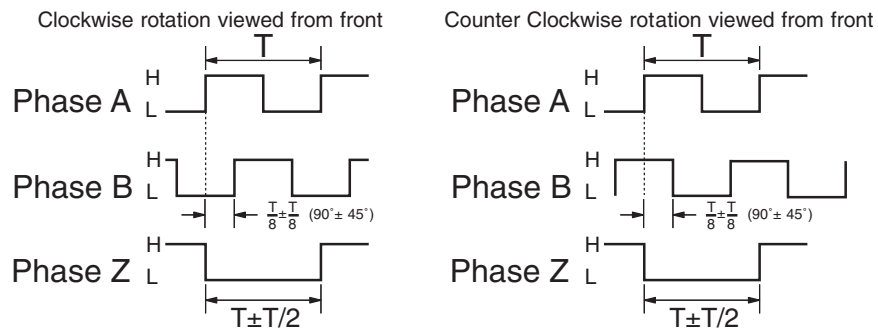 Clockwise rotation viewed from front
T
H
L
Phase A
H
L
Phase B
T/8±T/8 (90°± 45°)
H
L
Phase Z
T±T/2
Counter Clockwise rotation viewed from front
T
H
L
Phase A
H
L
Phase B
T/8±T/8 (90°± 45°)
H
L
Phase Z
T±T/2